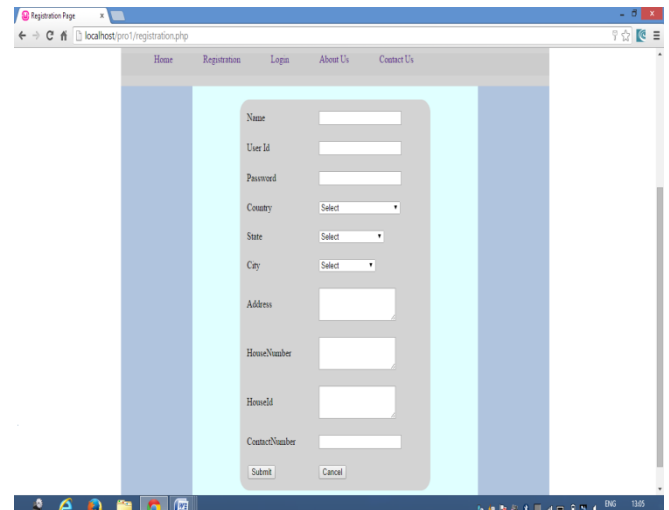 Registration Page
localhost/pro1/registration.php
Home Registration Login About Us Contact Us
Name
User Id
Password
Country Select
State Select
City Select
Address
HouseNumber
HouseId
ContactNumber
Submit Cancel
ENG 13:05